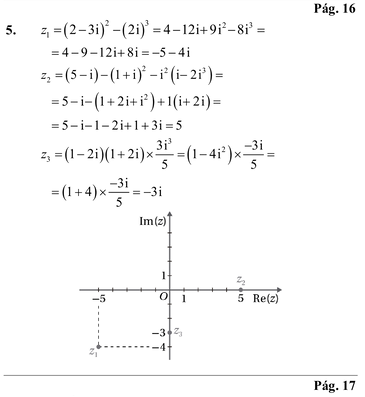 Pág. 16
5. z₁ = (2−3i)² − (2i)³ = 4−12i+9i²−8i³ =
= 4−9−12i+8i = −5−4i
z₂ = (5−i)−(1+i)²−i²(i−2i³) =
= 5−i−(1+2i+i²)+1(i+2i) =
= 5−i−1−2i+1+3i = 5
z₃ = (1−2i)(1+2i)×3i³/5 = (1−4i²)×−3i/5 =
= (1+4)×−3i/5 = −3i
Im(z)
1
z₂
−5 O 1 5 Re(z)
−3 z₃
z₁ −4
Pág. 17